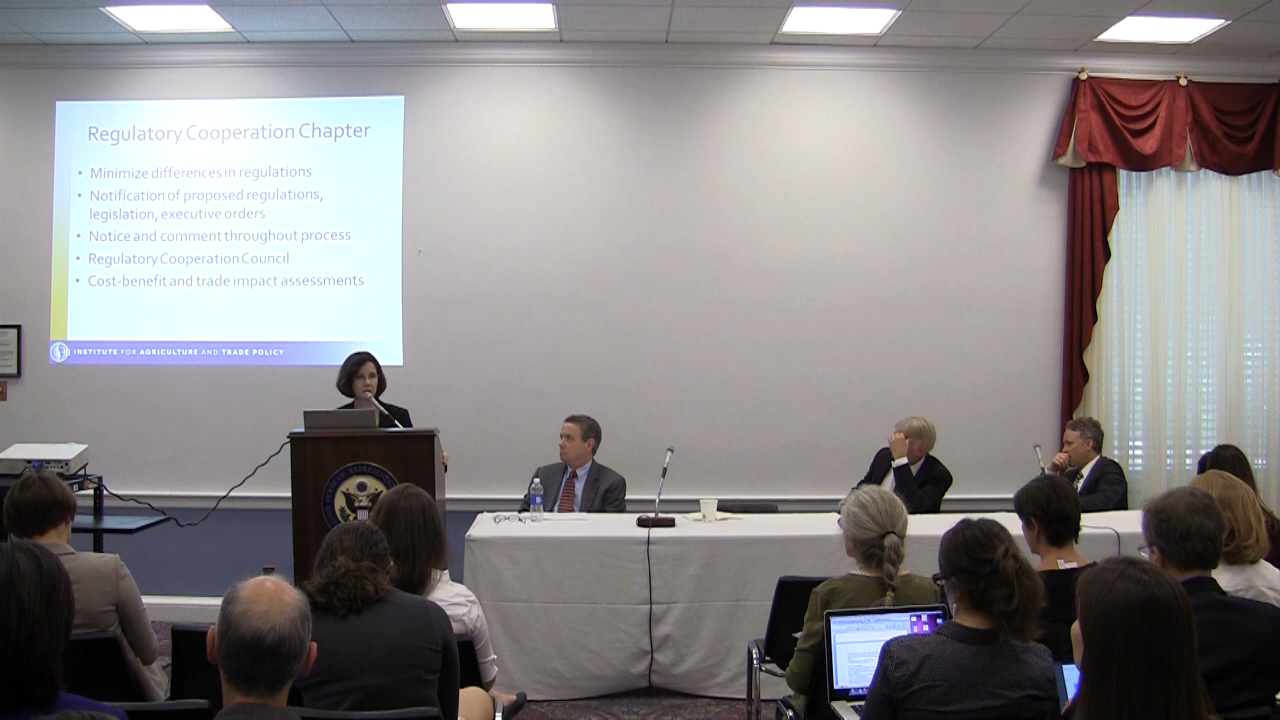 Regulatory Cooperation Chapter
• Minimize differences in regulations
• Notification of proposed regulations,
legislation, executive orders
• Notice and comment throughout process
• Regulatory Cooperation Council
• Cost-benefit and trade impact assessments
INSTITUTE FOR AGRICULTURE AND TRADE POLICY